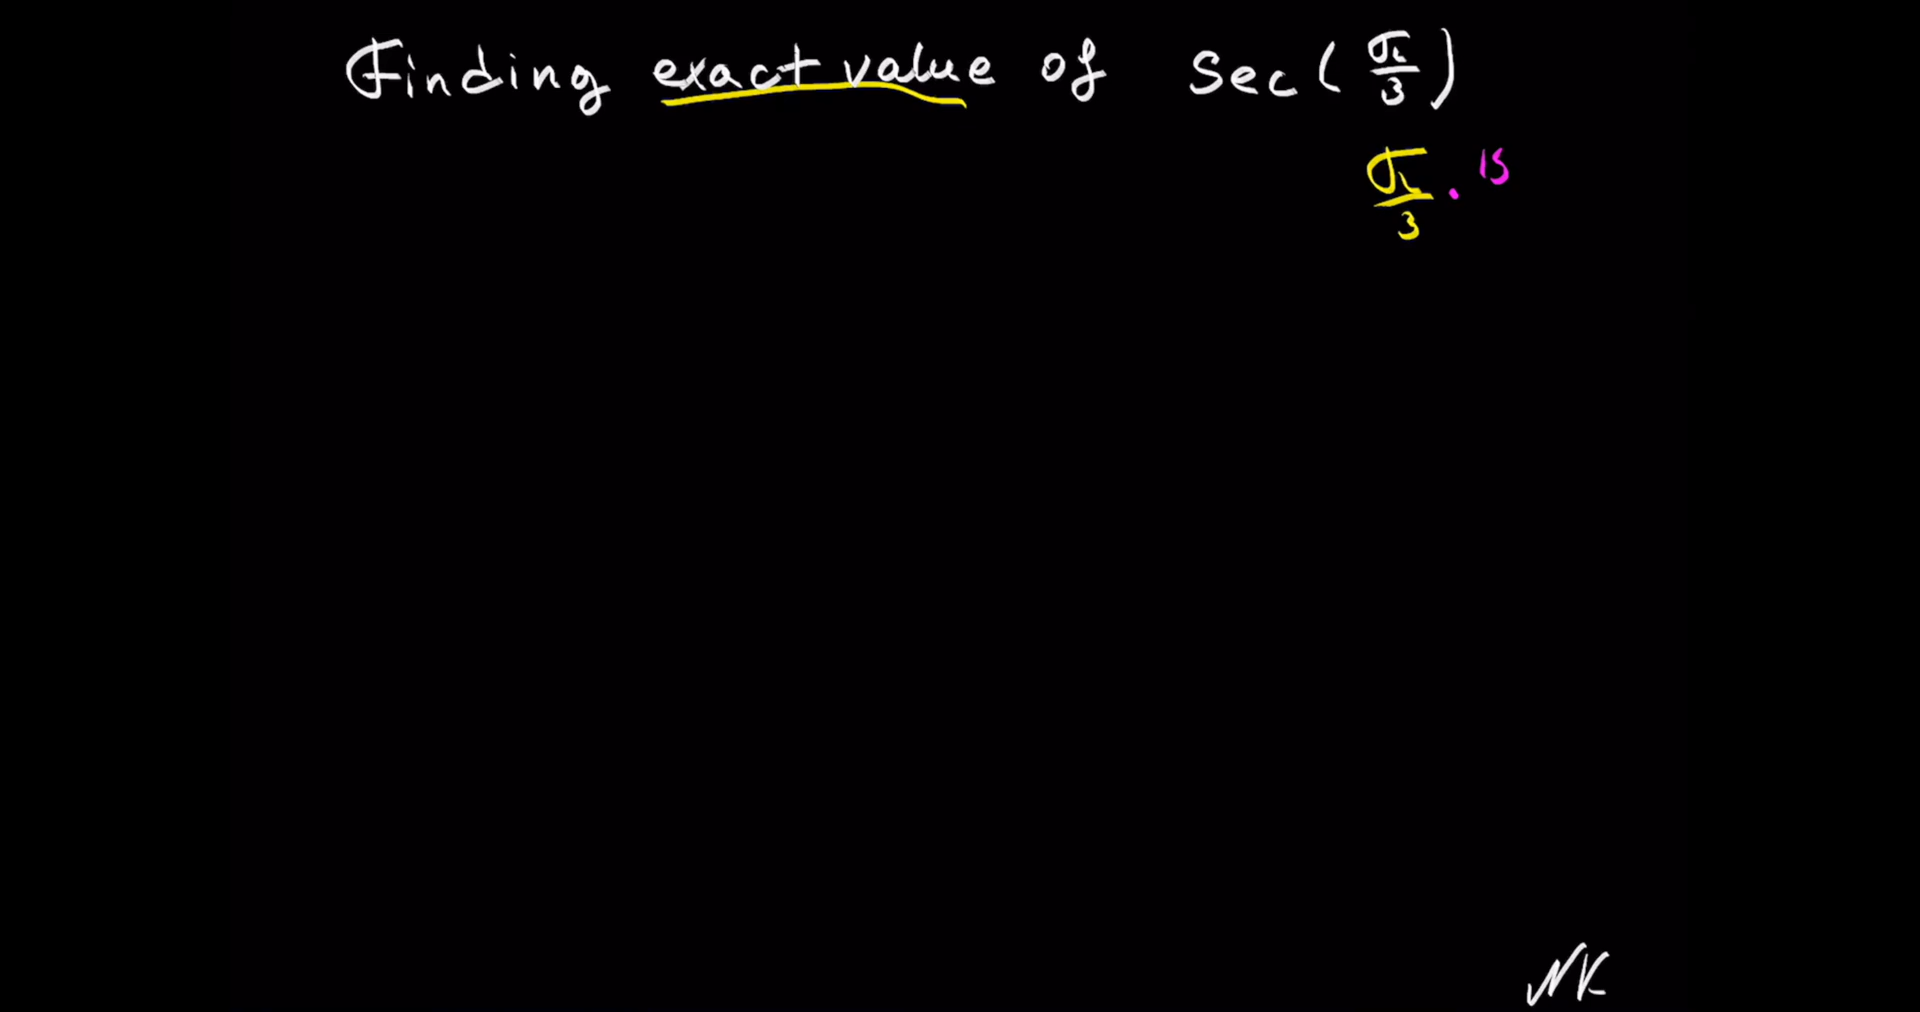 Finding exact value of Sec(π/3)
π/3 · 15
NK